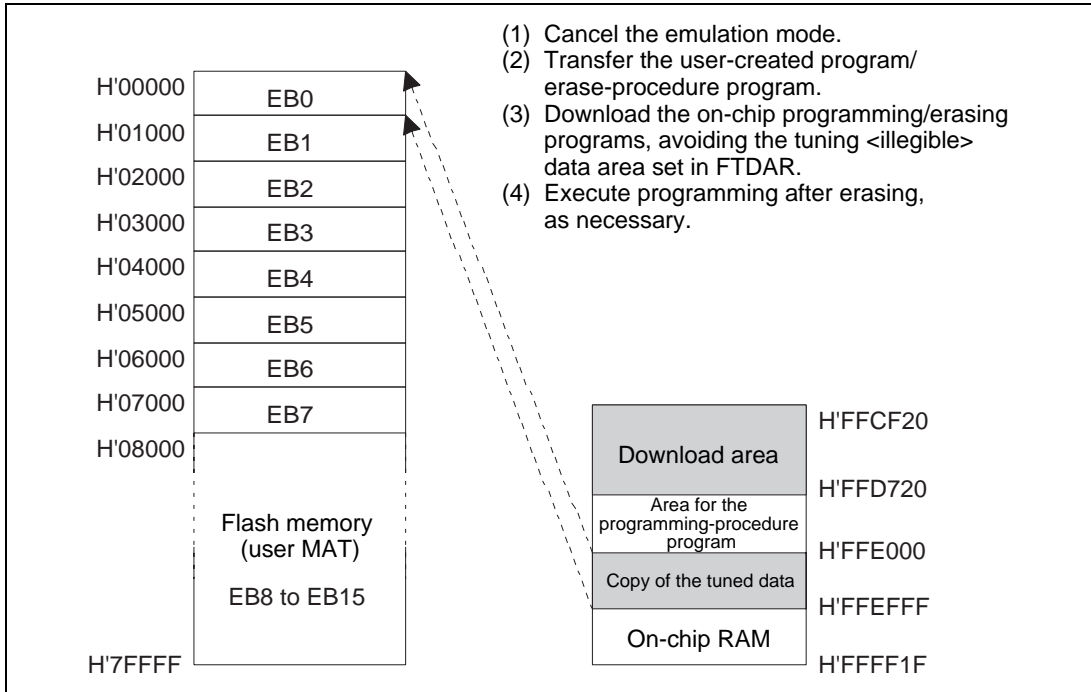 (1) Cancel the emulation mode.
(2) Transfer the user-created program/
erase-procedure program.
(3) Download the on-chip programming/erasing
programs, avoiding the tuning <illegible>
data area set in FTDAR.
(4) Execute programming after erasing,
as necessary.
H'00000
EB0
H'01000
EB1
H'02000
EB2
H'03000
EB3
H'04000
EB4
H'05000
EB5
H'06000
EB6
H'07000
EB7
H'08000
Flash memory
(user MAT)
EB8 to EB15
H'7FFFF
H'FFCF20
Download area
H'FFD720
Area for the
programming-procedure
program
H'FFE000
Copy of the tuned data
H'FFEFFF
On-chip RAM
H'FFFF1F